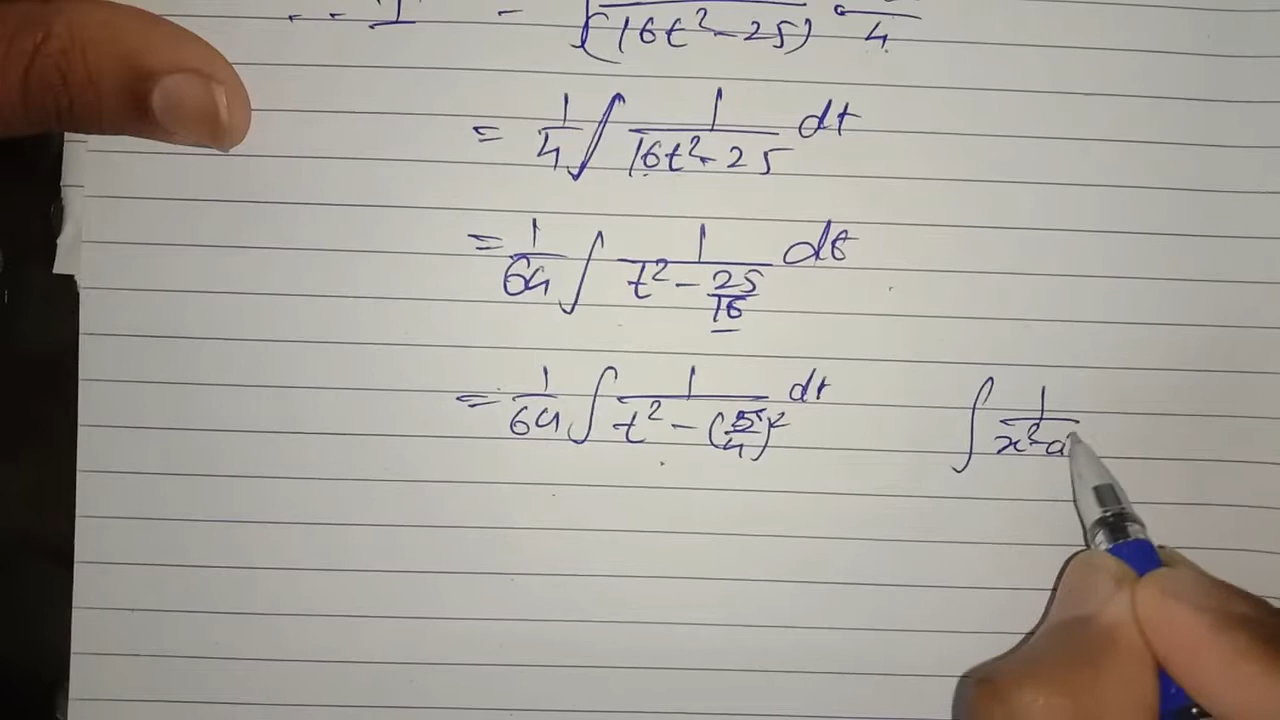 I = ∫ 1/(16t²-25) · dt/4
= 1/4 ∫ 1/(16t²-25) dt
= 1/64 ∫ 1/(t² - 25/16) dt
= 1/64 ∫ 1/(t² - (5/4)²) dt
∫ 1/(x²-a